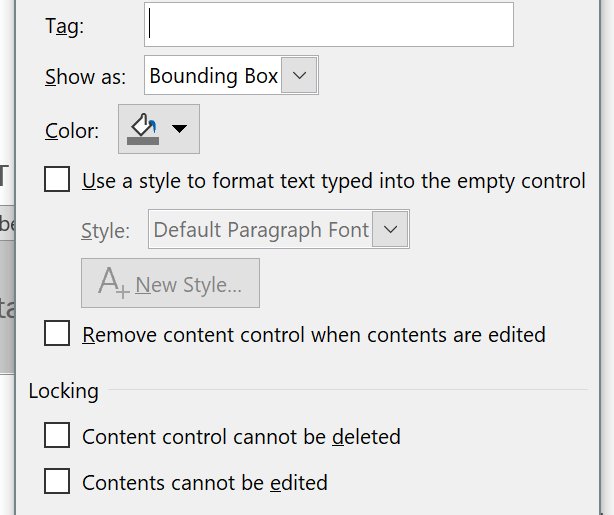 Tag:
Show as: Bounding Box
Color:
T
Use a style to format text typed into the empty control
be
Style: Default Paragraph Font
ta
A+ New Style...
Remove content control when contents are edited
Locking
Content control cannot be deleted
Contents cannot be edited